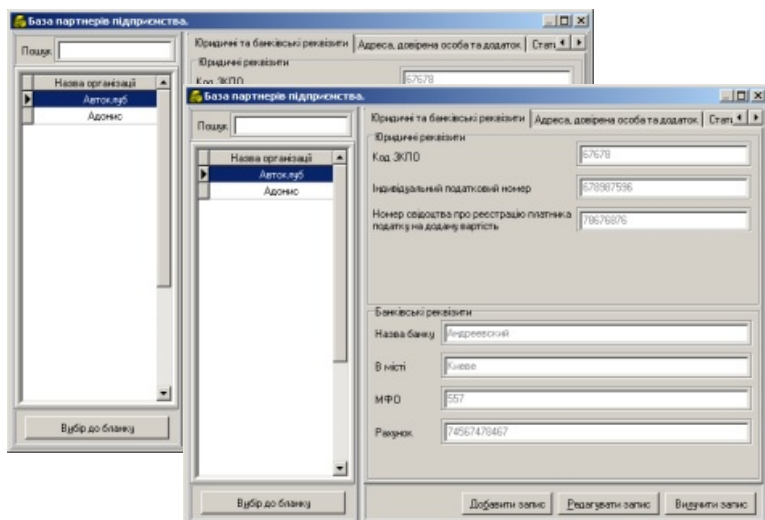 База партнерів підприємства.
Пошук
Юридичні та банківські реквізити
Адреса, довірена особа та додаток
Стат
Юридичні реквізити
Код ЗКПО
67678
Назва організації
Автоклуб
Адонис
Вибір до бланку
База партнерів підприємства.
Пошук
Назва організації
Автоклуб
Адонис
Вибір до бланку
Юридичні та банківські реквізити
Адреса, довірена особа та додаток
Стат
Юридичні реквізити
Код ЗКПО
67678
Індивідуальний податковий номер
678987596
Номер свідоцтва про реєстрацію платника
податку на додану вартість
78676876
Банківські реквізити
Назва банку
Андреевский
В місті
Киеве
МФО
557
Рахунок
74567478467
Добавити запис
Редагувати запис
Вилучити запис